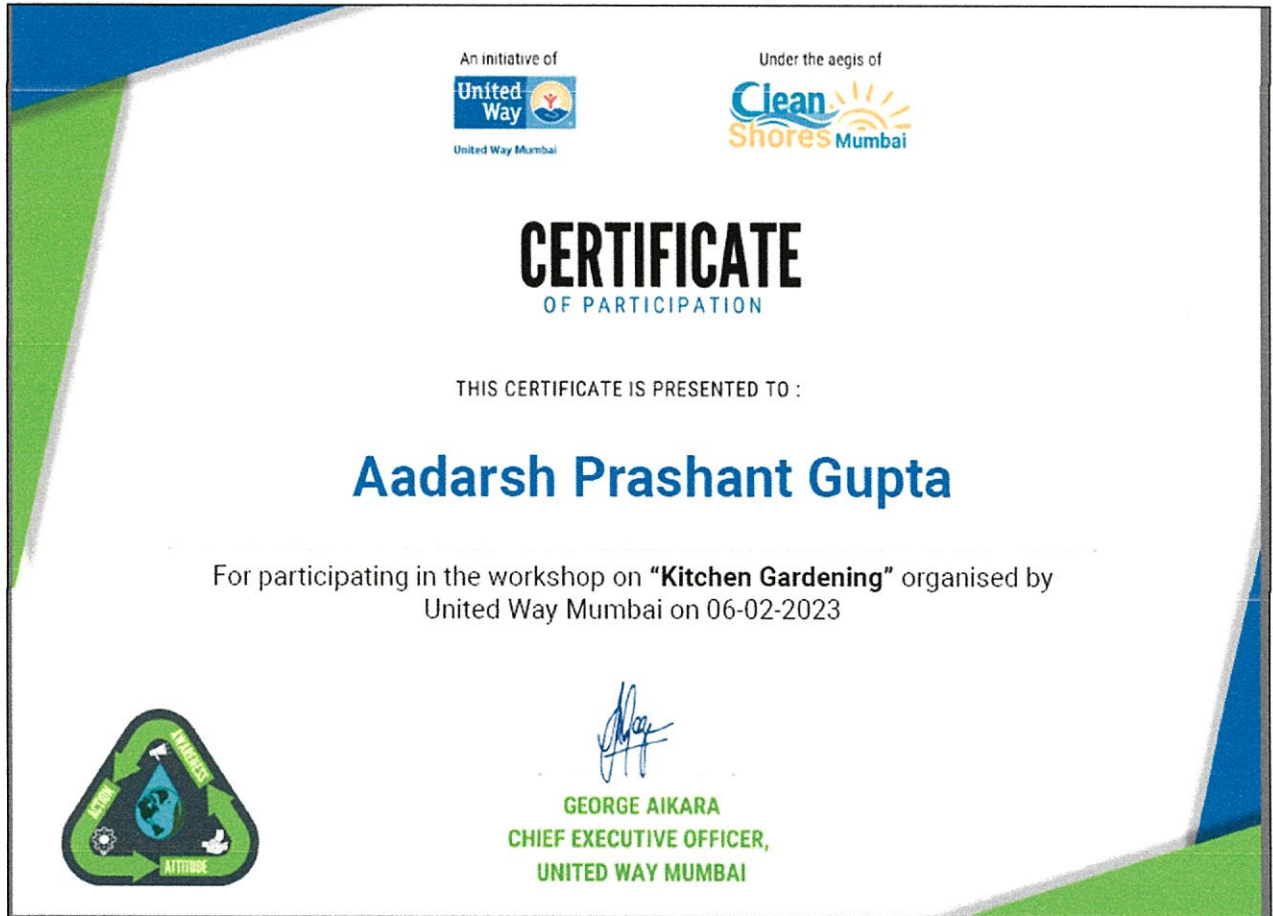 An initiative of
United
Way
United Way Mumbai
Under the aegis of
Clean
Shores Mumbai
CERTIFICATE
OF PARTICIPATION
THIS CERTIFICATE IS PRESENTED TO :
Aadarsh Prashant Gupta
For participating in the workshop on “Kitchen Gardening” organised by
United Way Mumbai on 06-02-2023
AWARENESS
ACTION
ATTITUDE
GEORGE AIKARA
CHIEF EXECUTIVE OFFICER,
UNITED WAY MUMBAI